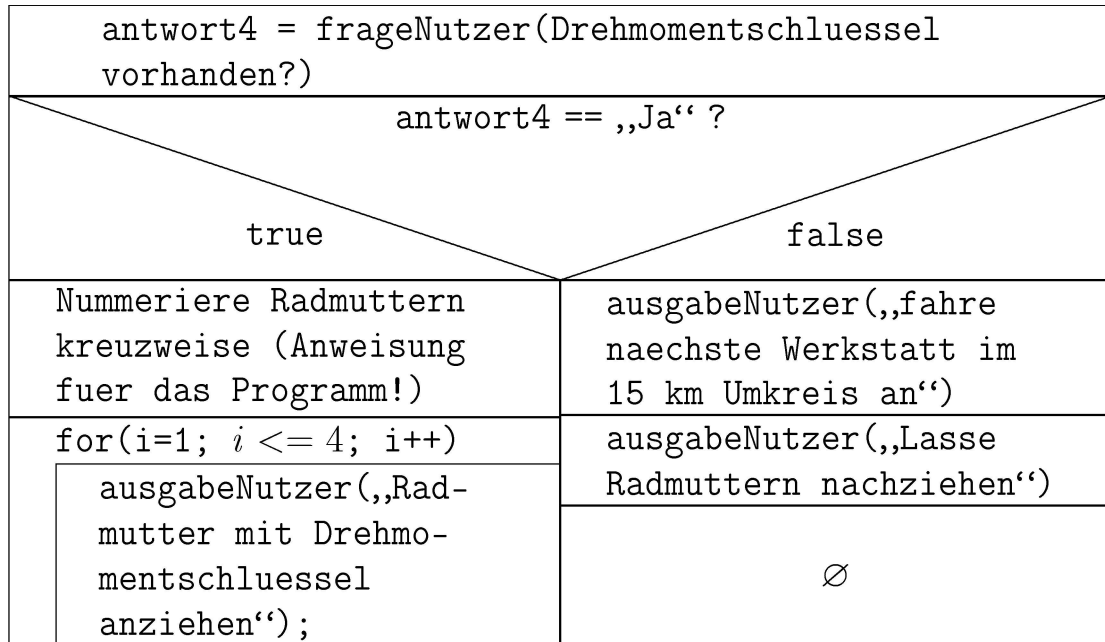 antwort4 = frageNutzer(Drehmomentschluessel
vorhanden?)
antwort4 == „Ja“ ?
true
false
Nummeriere Radmuttern
kreuzweise (Anweisung
fuer das Programm!)
for(i=1; i <= 4; i++)
ausgabeNutzer(„Rad-
mutter mit Drehmo-
mentschluessel
anziehen“);
ausgabeNutzer(„fahre
naechste Werkstatt im
15 km Umkreis an“)
ausgabeNutzer(„Lasse
Radmuttern nachziehen“)
∅